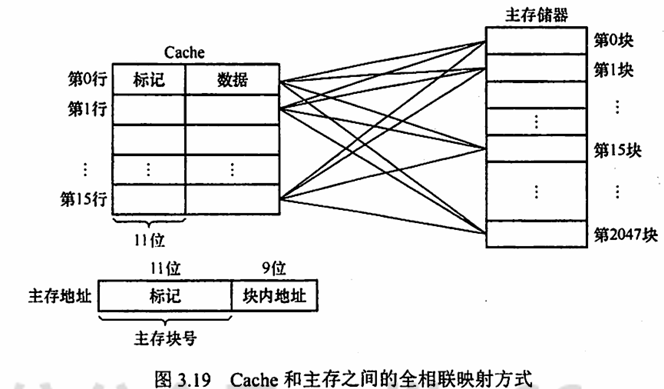 主存储器
Cache
第0块
第0行 标记 数据
第1块
第1行
⋮
⋮
第15块
⋮ ⋮ ⋮
⋮ ⋮
第15行
第2047块
11位
11位 9位
主存地址 标记 块内地址
主存块号
图 3.19 Cache 和主存之间的全相联映射方式